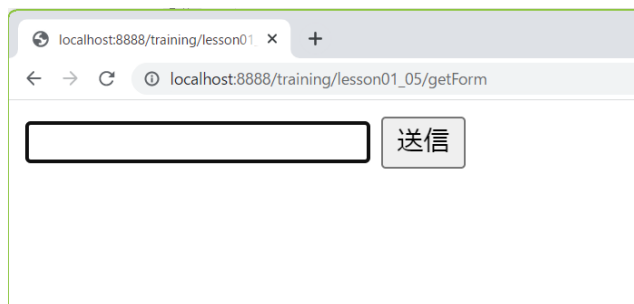 localhost:8888/training/lesson01_
localhost:8888/training/lesson01_05/getForm
送信